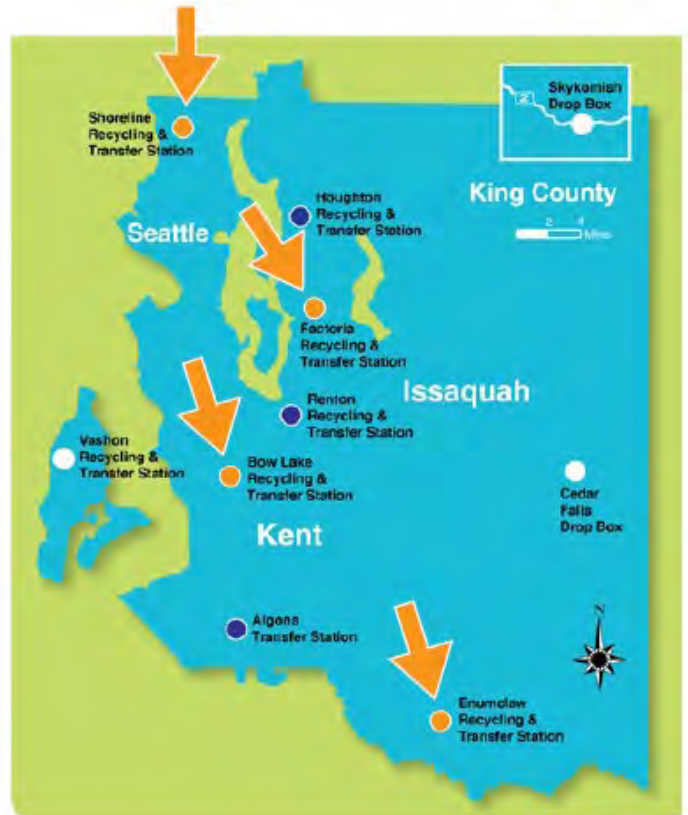 Shoreline
Recycling &
Transfer Station
Skykomish
Drop Box
2
King County
2 4
Miles
Houghton
Recycling &
Transfer Station
Seattle
Factoria
Recycling &
Transfer Station
Issaquah
Renton
Recycling &
Transfer Station
Vashon
Recycling &
Transfer Station
Bow Lake
Recycling &
Transfer Station
Cedar
Falls
Drop Box
Kent
Algona
Transfer Station
N
Enumclaw
Recycling &
Transfer Station